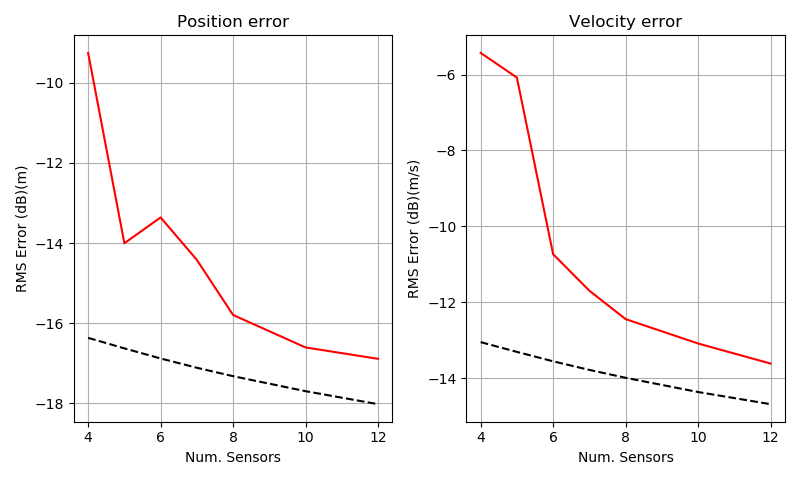 Position error
RMS Error (dB)(m)
−10
−12
−14
−16
−18
4 6 8 10 12
Num. Sensors
Velocity error
RMS Error (dB)(m/s)
−6
−8
−10
−12
−14
4 6 8 10 12
Num. Sensors